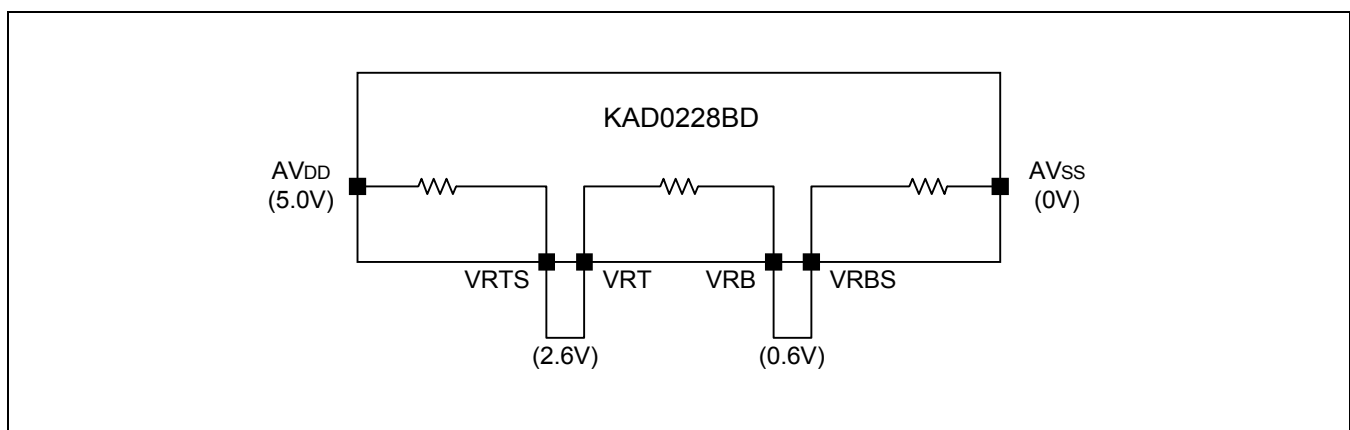 KAD0228BD
AVDD
(5.0V)
AVSS
(0V)
VRTS
VRT
VRB
VRBS
(2.6V)
(0.6V)